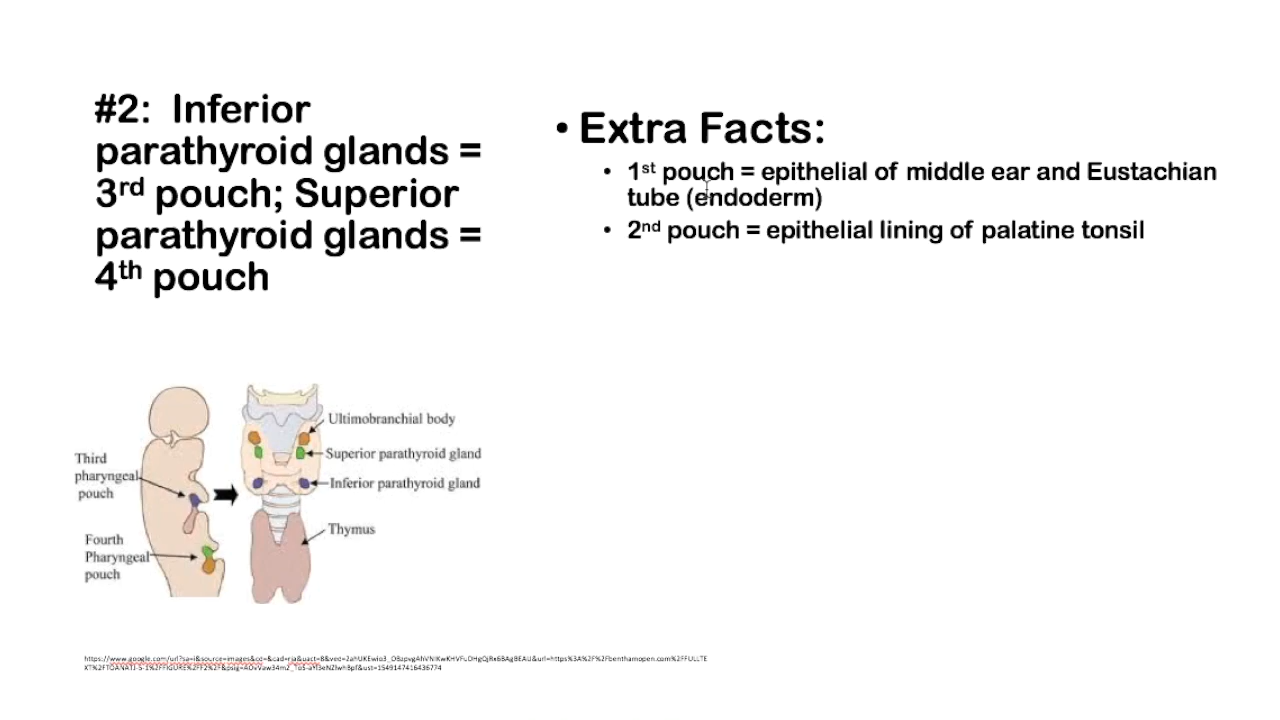 #2:  Inferior
parathyroid glands =
3rd pouch; Superior
parathyroid glands =
4th pouch
• Extra Facts:
• 1st pouch = epithelial of middle ear and Eustachian
tube (endoderm)
• 2nd pouch = epithelial lining of palatine tonsil
Ultimobranchial body
Superior parathyroid gland
Third
pharyngeal
pouch
Inferior parathyroid gland
Thymus
Fourth
Pharyngeal
pouch